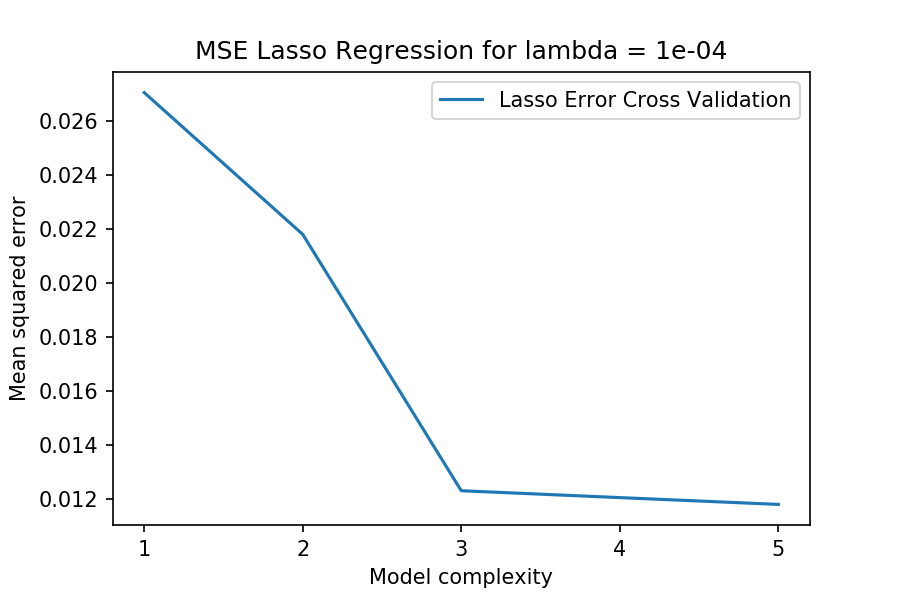 MSE Lasso Regression for lambda = 1e-04
Lasso Error Cross Validation
Mean squared error
0.026
0.024
0.022
0.020
0.018
0.016
0.014
0.012
1 2 3 4 5
Model complexity